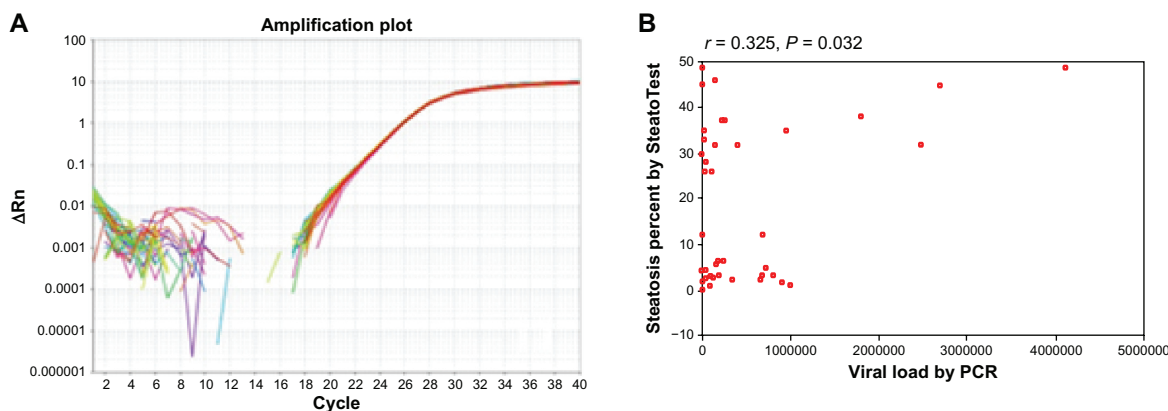 A
Amplification plot
100
10
1
0.1
0.01
0.001
0.0001
0.00001
0.000001
ΔRn
2 4 6 8 10 12 14 16 18 20 22 24 26 28 30 32 34 36 38 40
Cycle
B
r = 0.325, P = 0.032
50
40
30
20
10
0
−10
Steatosis percent by SteatoTest
0 1000000 2000000 3000000 4000000 5000000
Viral load by PCR